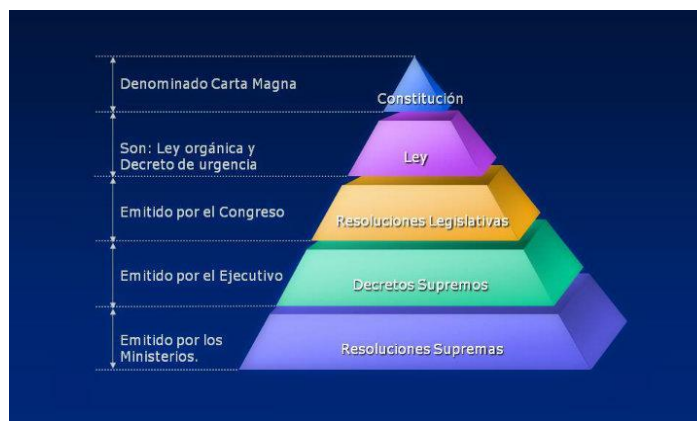 Denominado Carta Magna
Constitución
Son: Ley orgánica y
Decreto de urgencia
Ley
Emitido por el Congreso
Resoluciones Legislativas
Emitido por el Ejecutivo
Decretos Supremos
Emitido por los
Ministerios.
Resoluciones Supremas